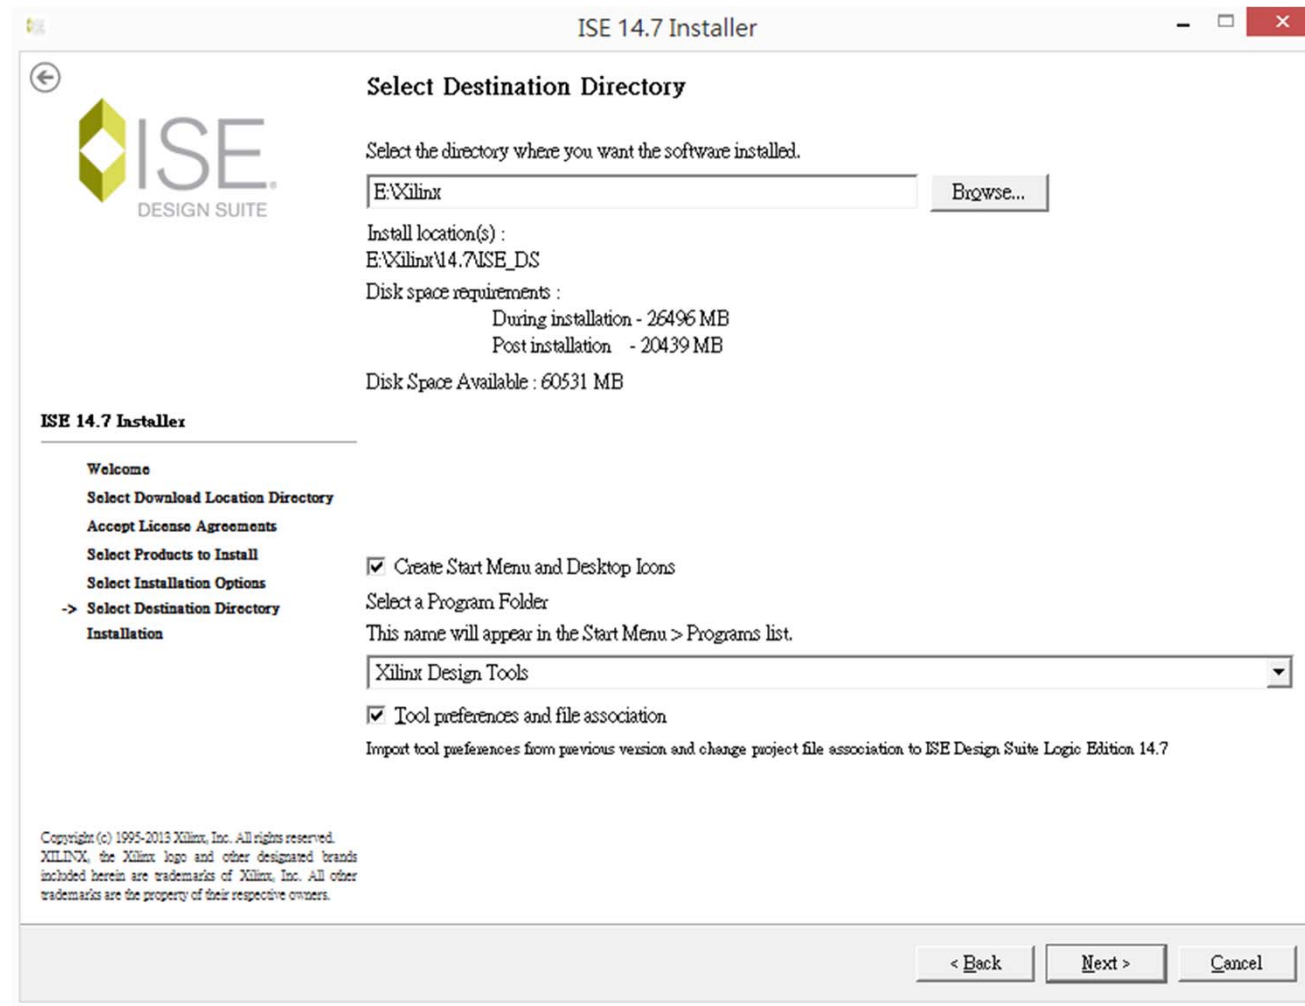 ISE 14.7 Installer
ISE.
DESIGN SUITE
ISE 14.7 Installer
Welcome
Select Download Location Directory
Accept License Agreements
Select Products to Install
Select Installation Options
-> Select Destination Directory
Installation
Copyright (c) 1995-2013 Xilinx, Inc. All rights reserved.
XILINX, the Xilinx logo and other designated brands
included herein are trademarks of Xilinx, Inc. All other
trademarks are the property of their respective owners.
Select Destination Directory
Select the directory where you want the software installed.
E:\Xilinx
Browse...
Install location(s) :
E:\Xilinx\14.7\ISE_DS
Disk space requirements :
During installation - 26496 MB
Post installation - 20439 MB
Disk Space Available : 60531 MB
Create Start Menu and Desktop Icons
Select a Program Folder
This name will appear in the Start Menu > Programs list.
Xilinx Design Tools
Tool preferences and file association
Import tool preferences from previous version and change project file association to ISE Design Suite Logic Edition 14.7
< Back
Next >
Cancel